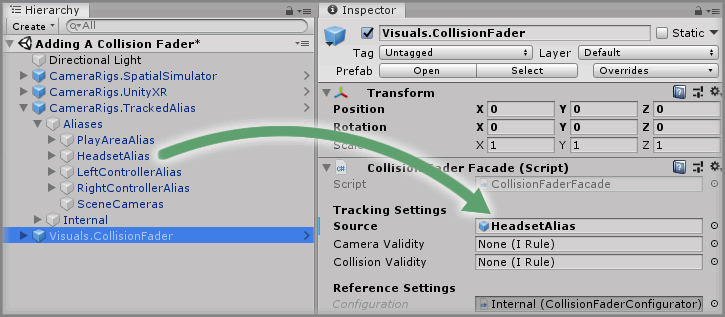 Hierarchy
Create
All
Adding A Collision Fader*
Directional Light
CameraRigs.SpatialSimulator
CameraRigs.UnityXR
CameraRigs.TrackedAlias
Aliases
PlayAreaAlias
HeadsetAlias
LeftControllerAlias
RightControllerAlias
SceneCameras
Internal
Visuals.CollisionFader
Inspector
Visuals.CollisionFader Static
Tag Untagged Layer Default
Prefab Open Select Overrides
Transform
Position X 0 Y 0 Z 0
Rotation X 0 Y 0 Z 0
Scale X 1 Y 1 Z 1
Collision Fader Facade (Script)
Script CollisionFaderFacade
Tracking Settings
Source HeadsetAlias
Camera Validity None (I Rule)
Collision Validity None (I Rule)
Reference Settings
Configuration Internal (CollisionFaderConfigurator)